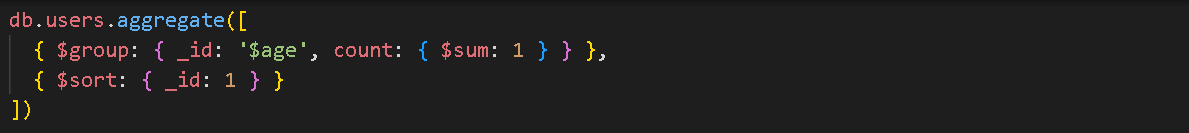 db.users.aggregate([
  { $group: { _id: '$age', count: { $sum: 1 } } },
  { $sort: { _id: 1 } }
])